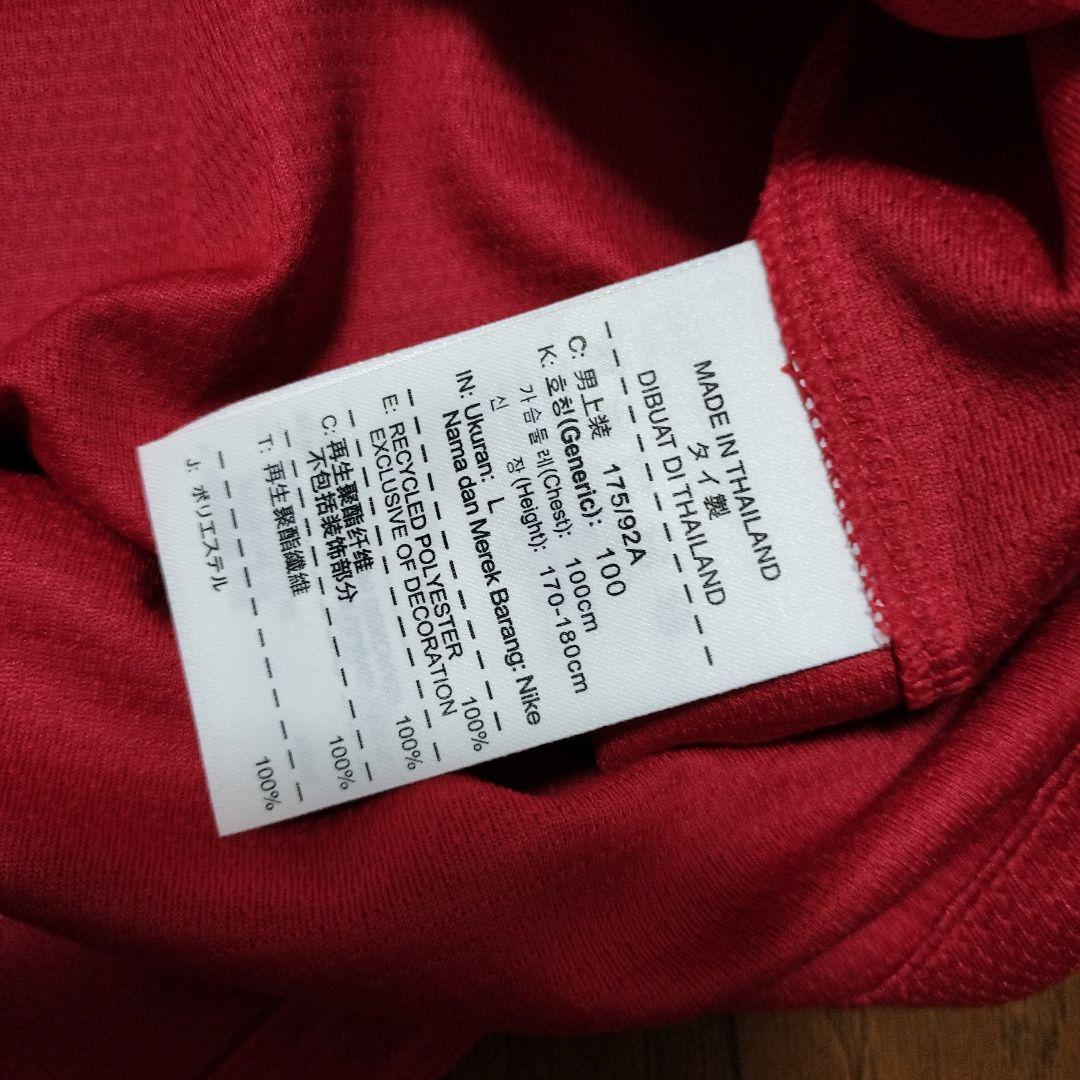 MADE IN THAILAND
タイ製
DIBUAT DI THAILAND
C: 男上装 175/92A
K: 호칭(Generic): 100
가슴둘레(Chest): 100cm
신 장(Height): 170-180cm
IN: Ukuran: L
Nama dan Merek Barang: Nike
E: RECYCLED POLYESTER 100%
EXCLUSIVE OF DECORATION
C: 再生聚酯纤维 100%
不包括装饰部分
T: 再生聚酯纖維 100%
J: ポリエステル 100%